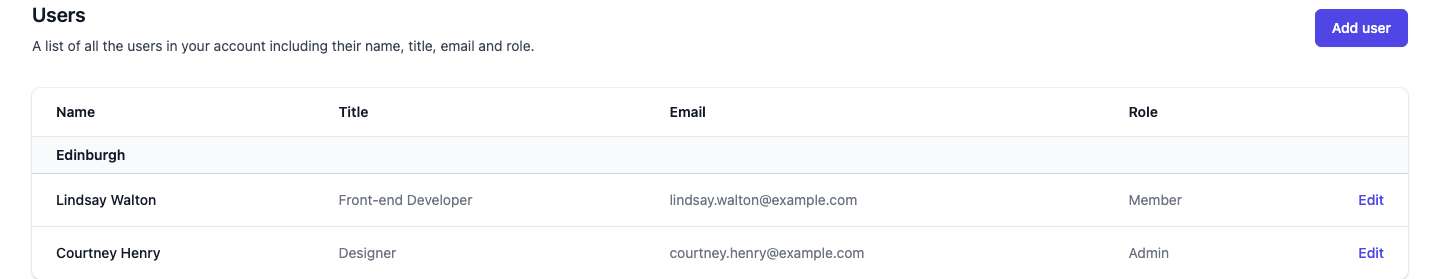 Users
Add user
A list of all the users in your account including their name, title, email and role.
Name Title Email Role
Edinburgh
Lindsay Walton Front-end Developer lindsay.walton@example.com Member Edit
Courtney Henry Designer courtney.henry@example.com Admin Edit